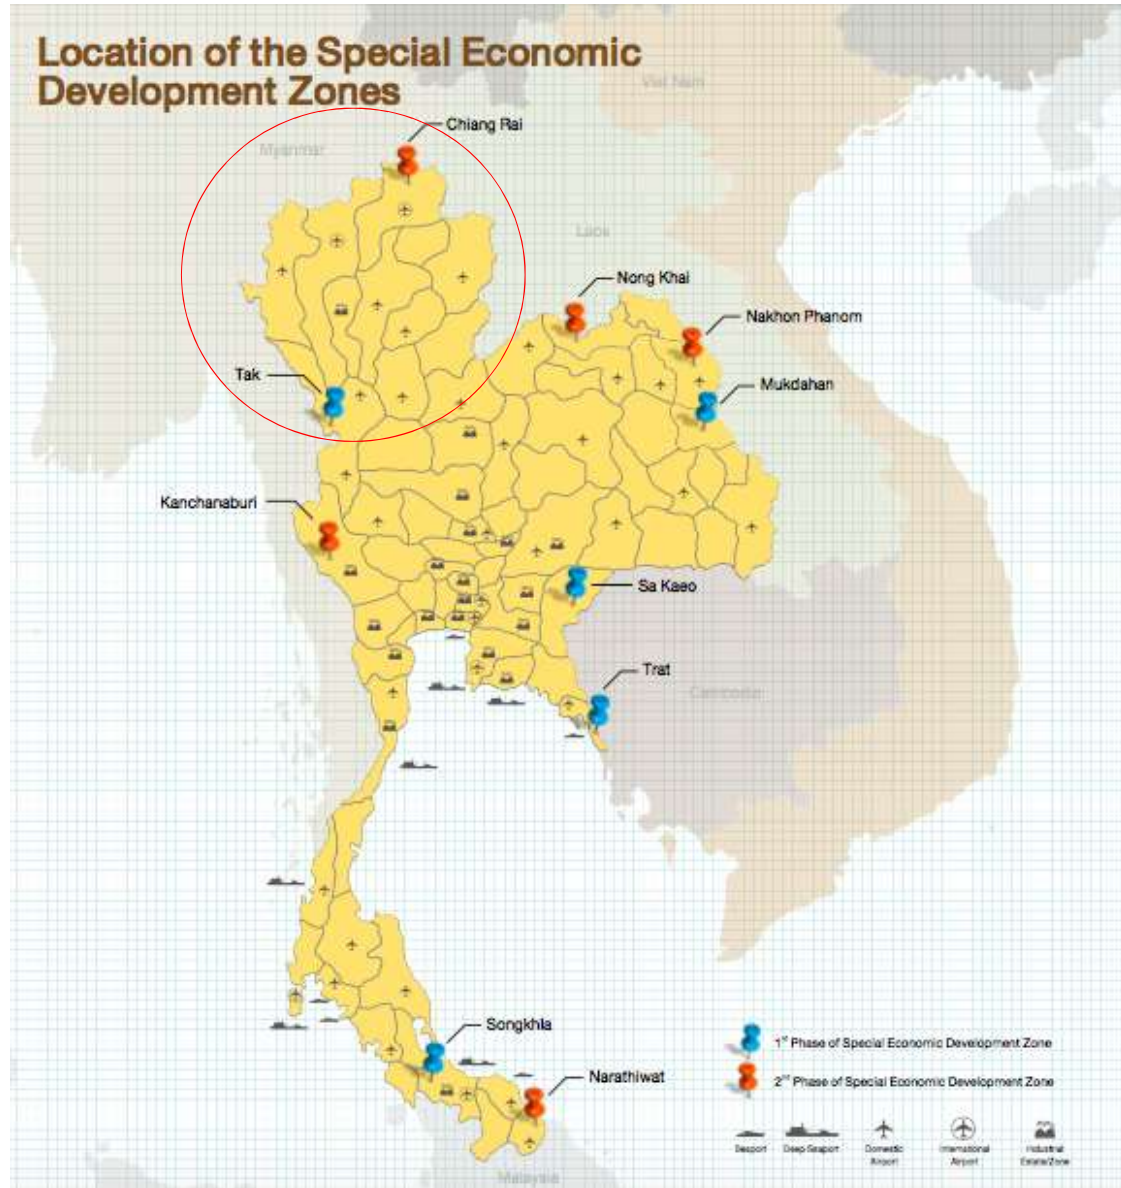 Location of the Special Economic
Development Zones
Viet Nam
Chiang Rai
Myanmar
Laos
Nong Khai
Nakhon Phanom
Tak
Mukdahan
Kanchanaburi
Sa Kaeo
Trat
Cambodia
Songkhla
1st Phase of Special Economic Development Zone
Narathiwat
2nd Phase of Special Economic Development Zone
Seaport
Deep Seaport
Domestic
Airport
International
Airport
Industrial
Estate/Zone
Malaysia